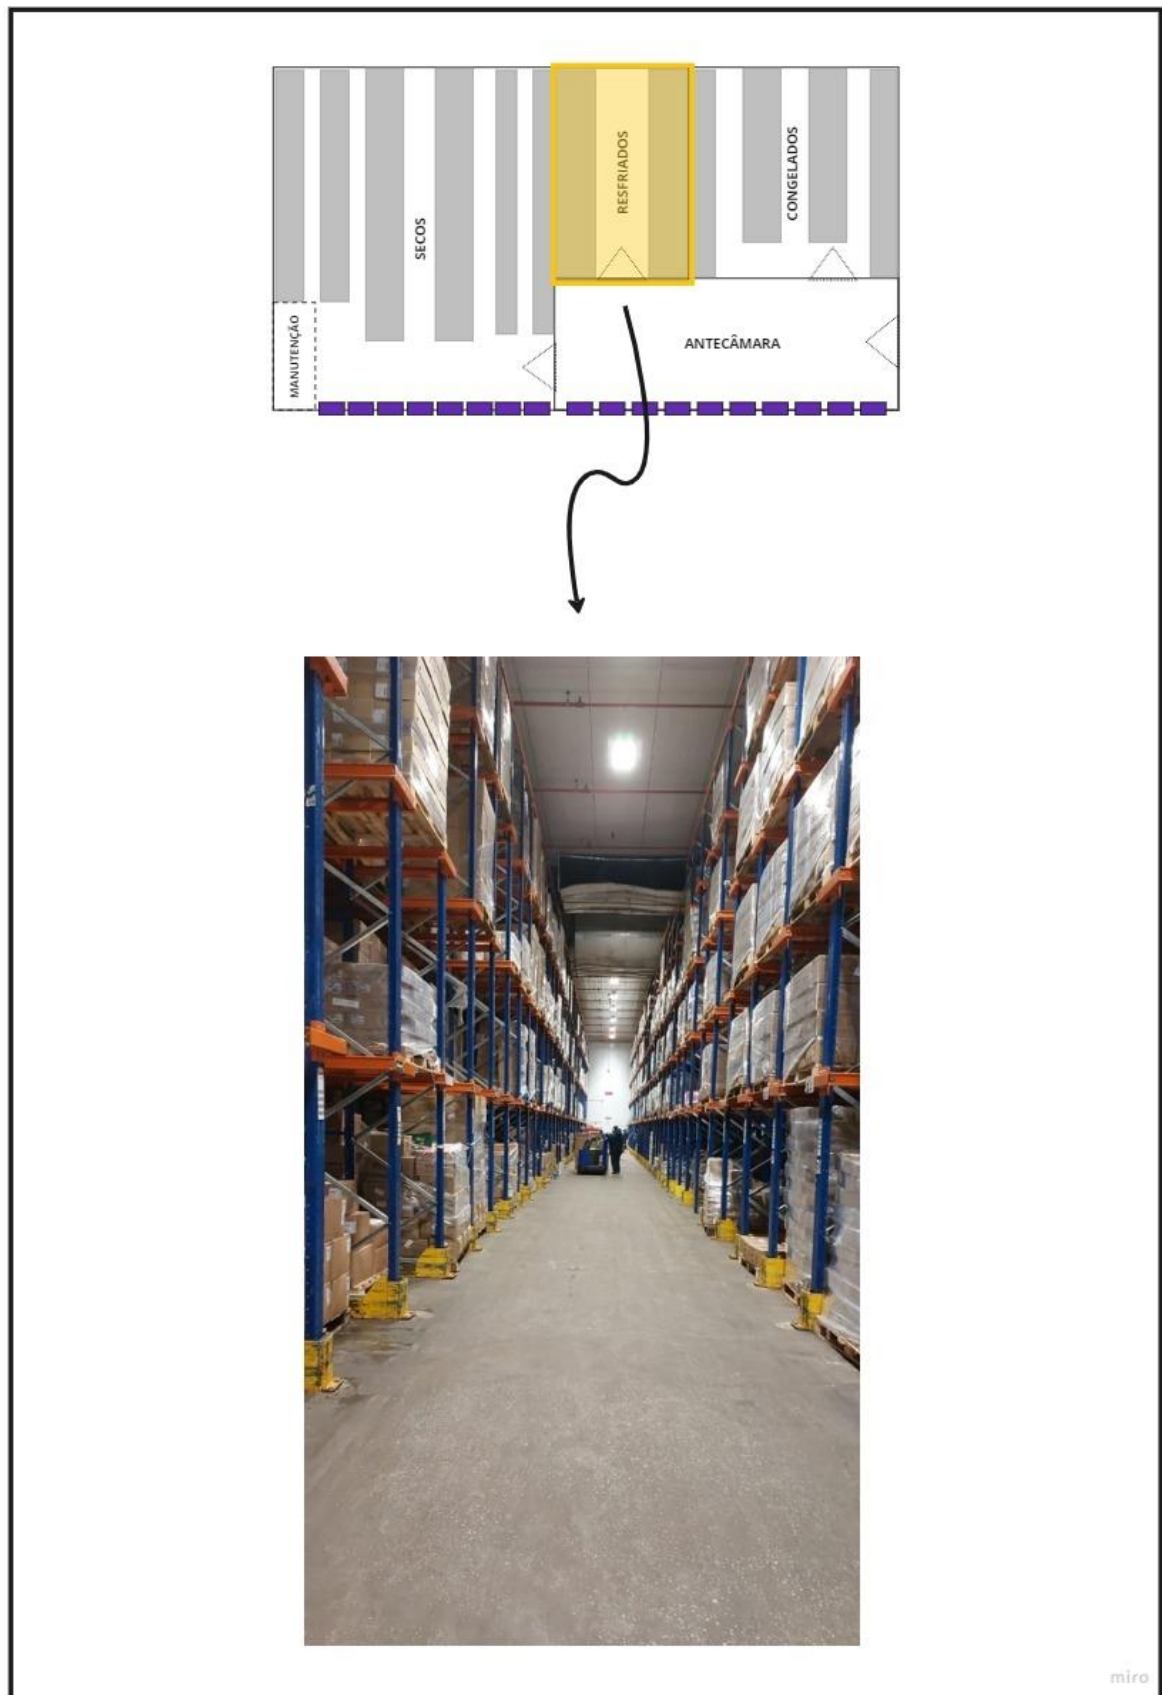 RESFRIADOS
CONGELADOS
SECOS
MANUTENÇÃO
ANTECÂMARA
miro